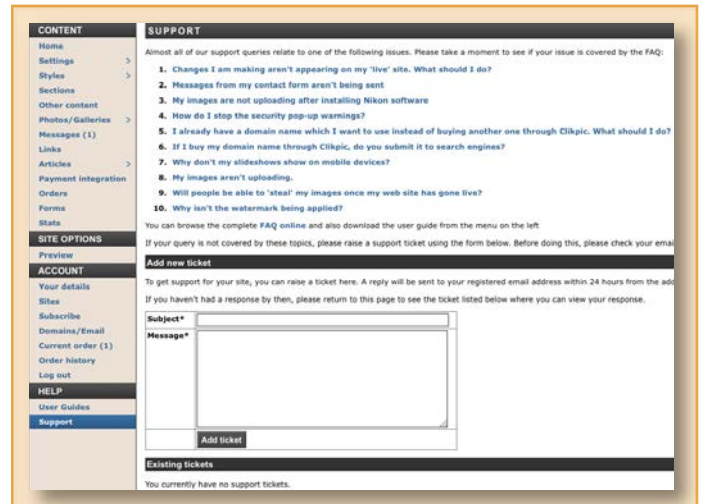 CONTENT
Home
Settings >
Styles >
Sections
Other content
Photos/Galleries >
Messages (1)
Links
Articles >
Payment integration
Orders
Forms
Stats
SITE OPTIONS
Preview
ACCOUNT
Your details
Sites
Subscribe
Domains/Email
Current order (1)
Order history
Log out
HELP
User Guides
Support
SUPPORT
Almost all of our support queries relate to one of the following issues. Please take a moment to see if your issue is covered by the FAQ:
1. Changes I am making aren't appearing on my 'live' site. What should I do?
2. Messages from my contact form aren't being sent
3. My images are not uploading after installing Nikon software
4. How do I stop the security pop-up warnings?
5. I already have a domain name which I want to use instead of buying another one through Clikpic. What should I do?
6. If I buy my domain name through Clikpic, do you submit it to search engines?
7. Why don't my slideshows show on mobile devices?
8. My images aren't uploading.
9. Will people be able to 'steal' my images once my web site has gone live?
10. Why isn't the watermark being applied?
You can browse the complete FAQ online and also download the user guide from the menu on the left
If your query is not covered by these topics, please raise a support ticket using the form below. Before doing this, please check your emai
Add new ticket
To get support for your site, you can raise a ticket here. A reply will be sent to your registered email address within 24 hours from the add
If you haven't had a response by then, please return to this page to see the ticket listed below where you can view your response.
Subject*
Message*
Add ticket
Existing tickets
You currently have no support tickets.